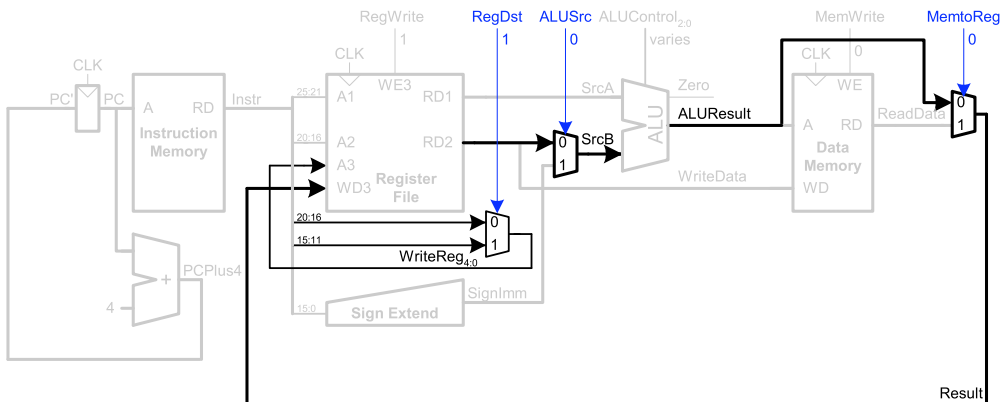 RegWrite
1
RegDst
1
ALUSrc
0
ALUControl2:0
varies
MemWrite
0
MemtoReg
0
CLK
PC'
PC
A
RD
Instruction
Memory
Instr
25:21
20:16
CLK
WE3
A1
RD1
A2
RD2
A3
WD3
Register
File
20:16
15:11
0
1
WriteReg4:0
15:0
Sign Extend
SignImm
4
+
PCPlus4
0
1
SrcA
SrcB
ALU
Zero
ALUResult
WriteData
CLK
WE
A
RD
Data
Memory
WD
ReadData
0
1
Result